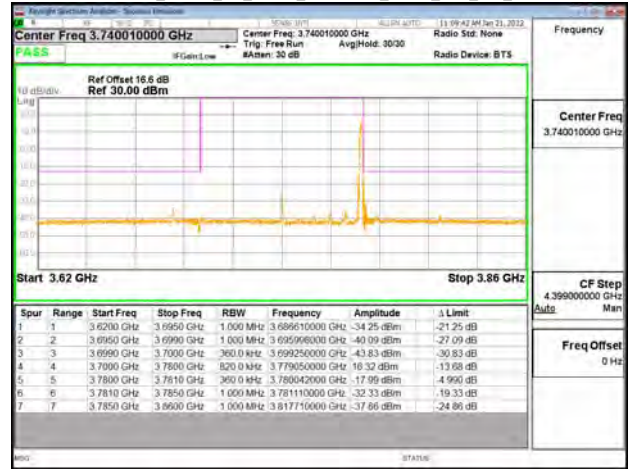 Keysight Spectrum Analyzer - Spurious Emissions
11:09:42 AM Jan 21, 2022
Center Freq 3.740010000 GHz
Center Freq: 3.740010000 GHz
Radio Std: None
Frequency
PASS
Trig: Free Run
Avg|Hold: 30/30
IFGain:Low
#Atten: 30 dB
Radio Device: BTS
Ref Offset 16.6 dB
10 dB/div
Ref 30.00 dBm
Log
Center Freq
3.740010000 GHz
Start 3.62 GHz
Stop 3.86 GHz
CF Step
4.399000000 GHz
Auto Man
Spur Range Start Freq Stop Freq RBW Frequency Amplitude Δ Limit
1 1 3.6200 GHz 3.6950 GHz 1.000 MHz 3.686610000 GHz -34.25 dBm -21.25 dB
2 2 3.6950 GHz 3.6990 GHz 1.000 MHz 3.695998000 GHz -40.09 dBm -27.09 dB
3 3 3.6990 GHz 3.7000 GHz 360.0 kHz 3.699250000 GHz -43.83 dBm -30.83 dB
4 4 3.7000 GHz 3.7800 GHz 820.0 kHz 3.779050000 GHz 16.32 dBm -13.68 dB
5 5 3.7800 GHz 3.7810 GHz 360.0 kHz 3.780042000 GHz -17.99 dBm -4.990 dB
6 6 3.7810 GHz 3.7850 GHz 1.000 MHz 3.781110000 GHz -32.33 dBm -19.33 dB
7 7 3.7850 GHz 3.8600 GHz 1.000 MHz 3.817710000 GHz -37.86 dBm -24.86 dB
Freq Offset
0 Hz
MSG
STATUS